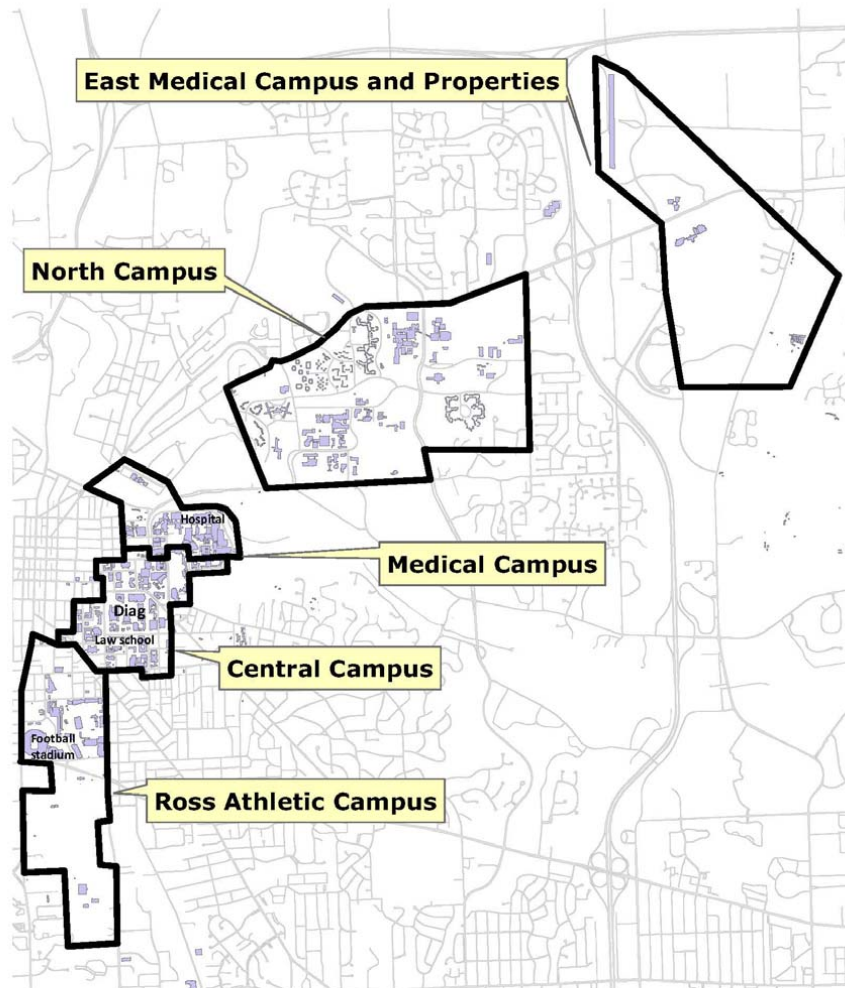 East Medical Campus and Properties
North Campus
Hospital
Medical Campus
Diag
Law school
Central Campus
Football
stadium
Ross Athletic Campus